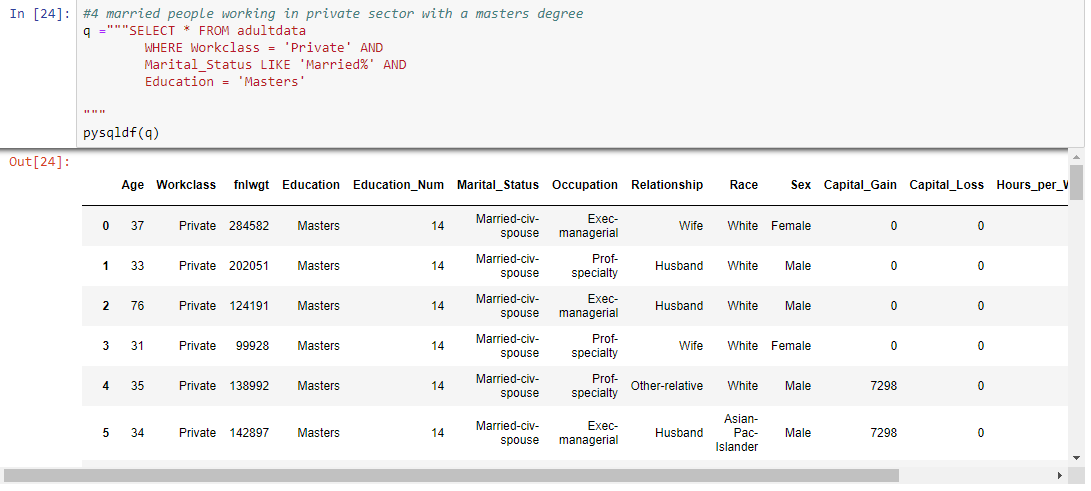 In [24]: #4 married people working in private sector with a masters degree
q ="""SELECT * FROM adultdata
WHERE Workclass = 'Private' AND
Marital_Status LIKE 'Married%' AND
Education = 'Masters'
"""
pysqldf(q)
Out[24]:
Age Workclass fnlwgt Education Education_Num Marital_Status Occupation Relationship Race Sex Capital_Gain Capital_Loss Hours_per_W
0 37 Private 284582 Masters 14 Married-civ-spouse Exec-managerial Wife White Female 0 0
1 33 Private 202051 Masters 14 Married-civ-spouse Prof-specialty Husband White Male 0 0
2 76 Private 124191 Masters 14 Married-civ-spouse Exec-managerial Husband White Male 0 0
3 31 Private 99928 Masters 14 Married-civ-spouse Prof-specialty Wife White Female 0 0
4 35 Private 138992 Masters 14 Married-civ-spouse Prof-specialty Other-relative White Male 7298 0
5 34 Private 142897 Masters 14 Married-civ-spouse Exec-managerial Husband Asian-Pac-Islander Male 7298 0